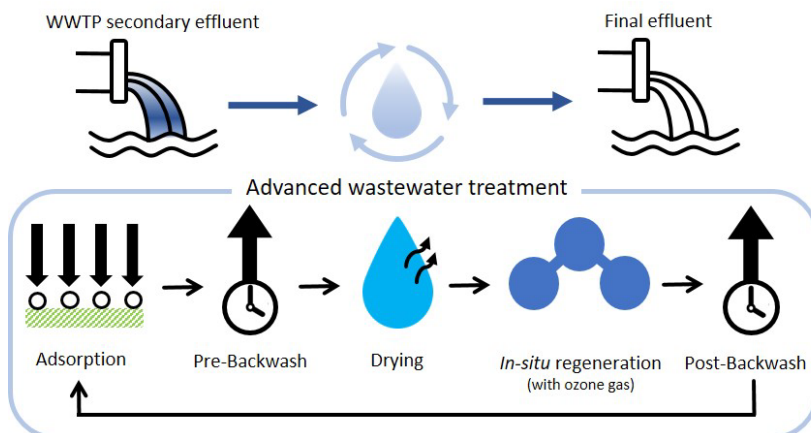 WWTP secondary effluent
Final effluent
Advanced wastewater treatment
Adsorption
Pre-Backwash
Drying
In-situ regeneration
(with ozone gas)
Post-Backwash